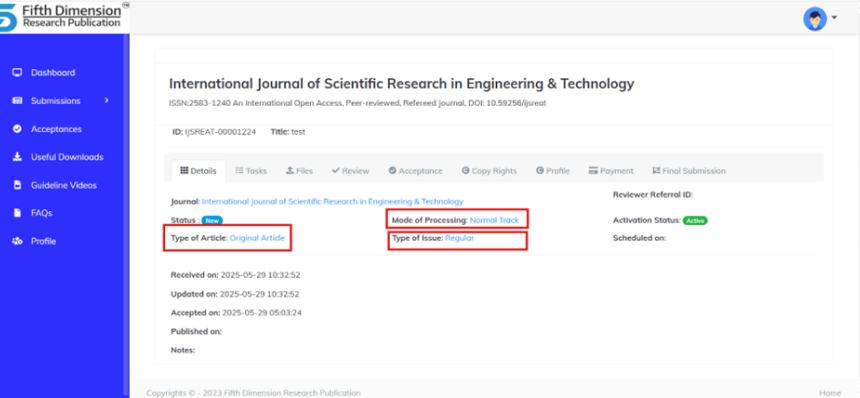 Fifth Dimension™
Research Publication
Dashboard
Submissions
Acceptances
Useful Downloads
Guideline Videos
FAQs
Profile
International Journal of Scientific Research in Engineering & Technology
ISSN:2583-1240 An International Open Access, Peer-reviewed, Refereed Journal, DOI: 10.59256/ijsreat
ID: IJSREAT-00001224 Title: test
Details Tasks Files Review Acceptance Copy Rights Profile Payment Final Submission
Journal: International Journal of Scientific Research in Engineering & Technology Reviewer Referral ID:
Status : New Mode of Processing: Normal Track Activation Status: Active
Type of Article: Original Article Type of Issue: Regular Scheduled on:
Received on: 2025-05-29 10:32:52
Updated on: 2025-05-29 10:32:52
Accepted on: 2025-05-29 05:03:24
Published on:
Notes:
Copyrights © - 2023 Fifth Dimension Research Publication Home